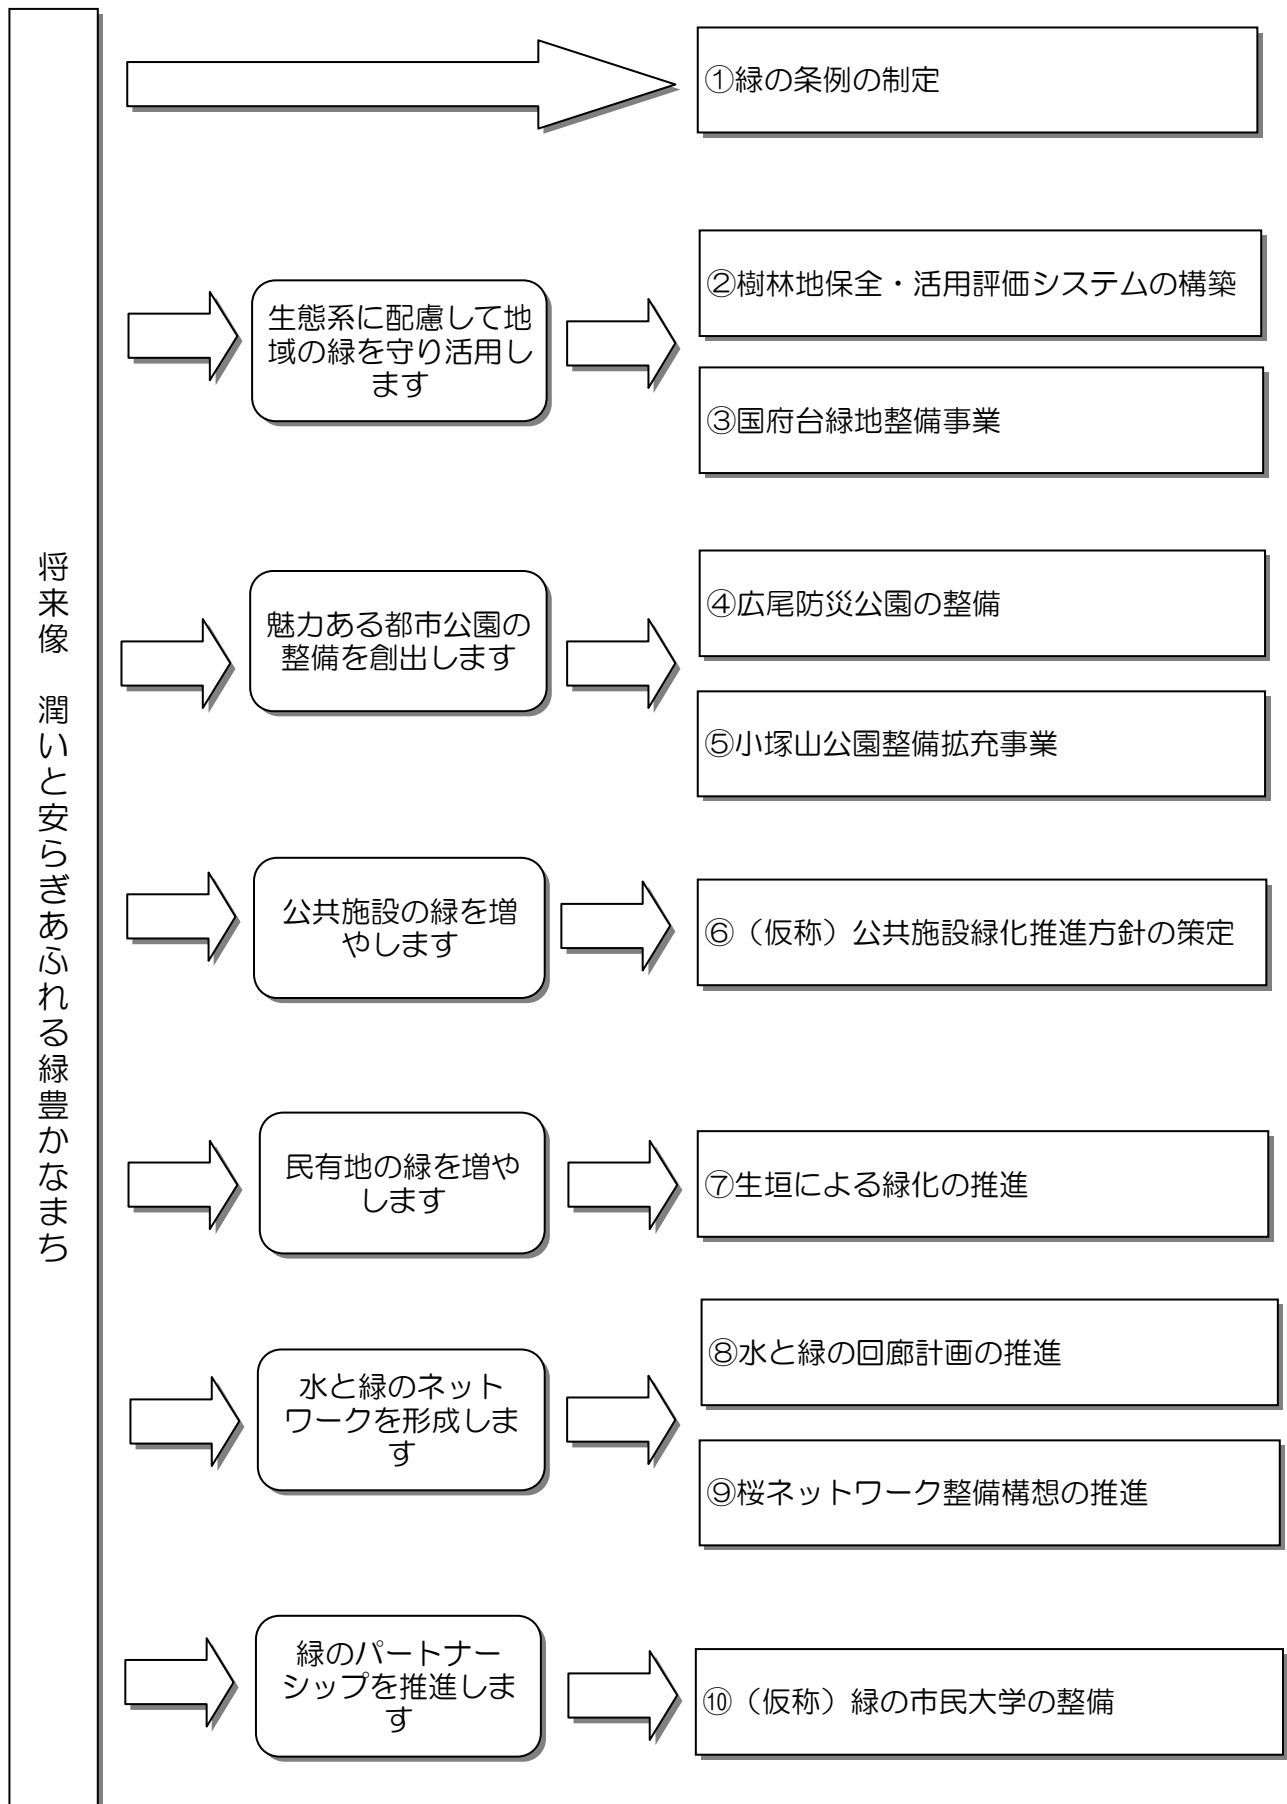 将来像　潤いと安らぎあふれる緑豊かなまち
①緑の条例の制定
生態系に配慮して地
域の緑を守り活用し
ます
②樹林地保全・活用評価システムの構築
③国府台緑地整備事業
魅力ある都市公園の
整備を創出します
④広尾防災公園の整備
⑤小塚山公園整備拡充事業
公共施設の緑を増
やします
⑥（仮称）公共施設緑化推進方針の策定
民有地の緑を増や
します
⑦生垣による緑化の推進
水と緑のネット
ワークを形成しま
す
⑧水と緑の回廊計画の推進
⑨桜ネットワーク整備構想の推進
緑のパートナー
シップを推進しま
す
⑩（仮称）緑の市民大学の整備